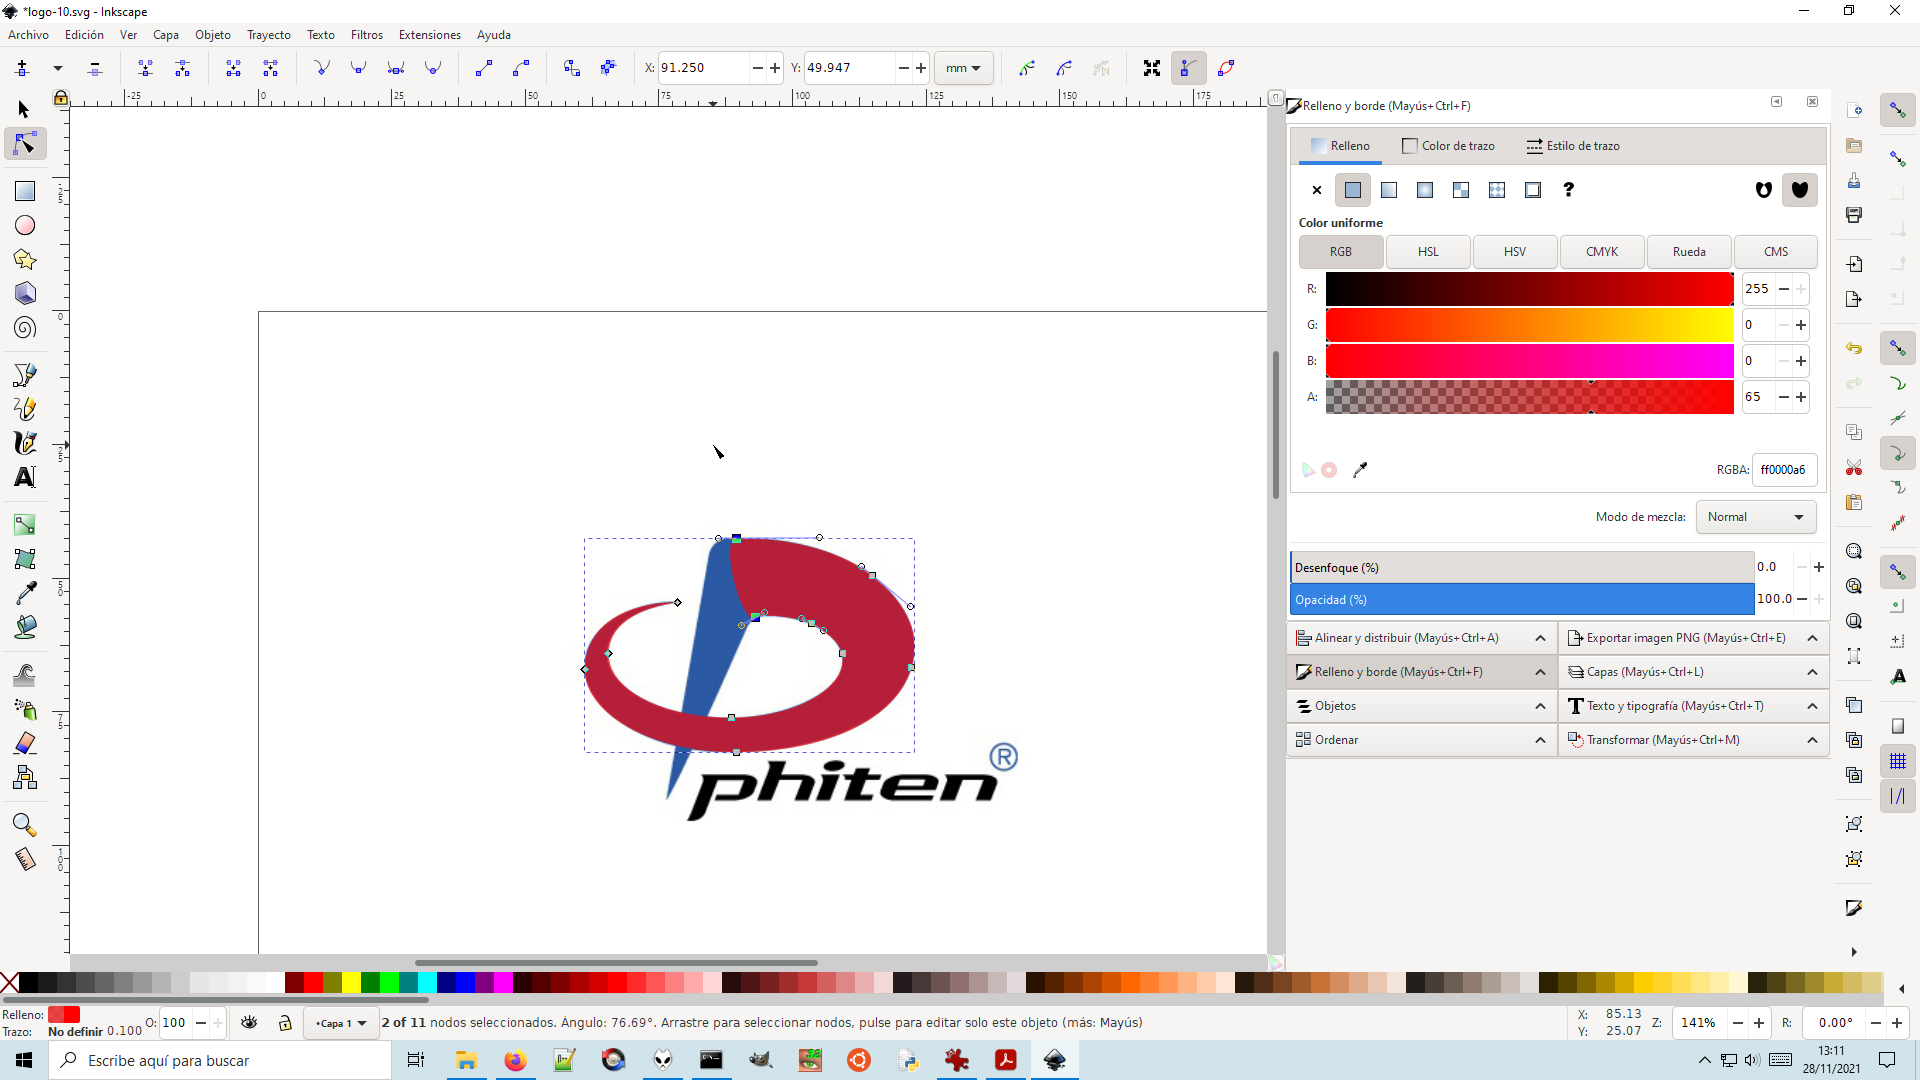 *logo-10.svg - Inkscape
Archivo Edición Ver Capa Objeto Trayecto Texto Filtros Extensiones Ayuda
X: 91.250 Y: 49.947 mm
-25 0 25 50 75 100 125 150 175
Relleno y borde (Mayús+Ctrl+F)
Relleno Color de trazo Estilo de trazo
?
Color uniforme
RGB HSL HSV CMYK Rueda CMS
R: 255
G: 0
B: 0
A: 65
RGBA: ff0000a6
Modo de mezcla: Normal
Desenfoque (%) 0.0
Opacidad (%) 100.0
Alinear y distribuir (Mayús+Ctrl+A) Exportar imagen PNG (Mayús+Ctrl+E)
Relleno y borde (Mayús+Ctrl+F) Capas (Mayús+Ctrl+L)
Objetos Texto y tipografía (Mayús+Ctrl+T)
Ordenar Transformar (Mayús+Ctrl+M)
phiten®
Relleno:
Trazo: No definir 0.100 O: 100 •Capa 1 2 of 11 nodos seleccionados. Ángulo: 76.69°. Arrastre para seleccionar nodos, pulse para editar solo este objeto (más: Mayús)
X: 85.13
Y: 25.07
Z: 141% R: 0.00°
Escribe aquí para buscar
13:11
28/11/2021